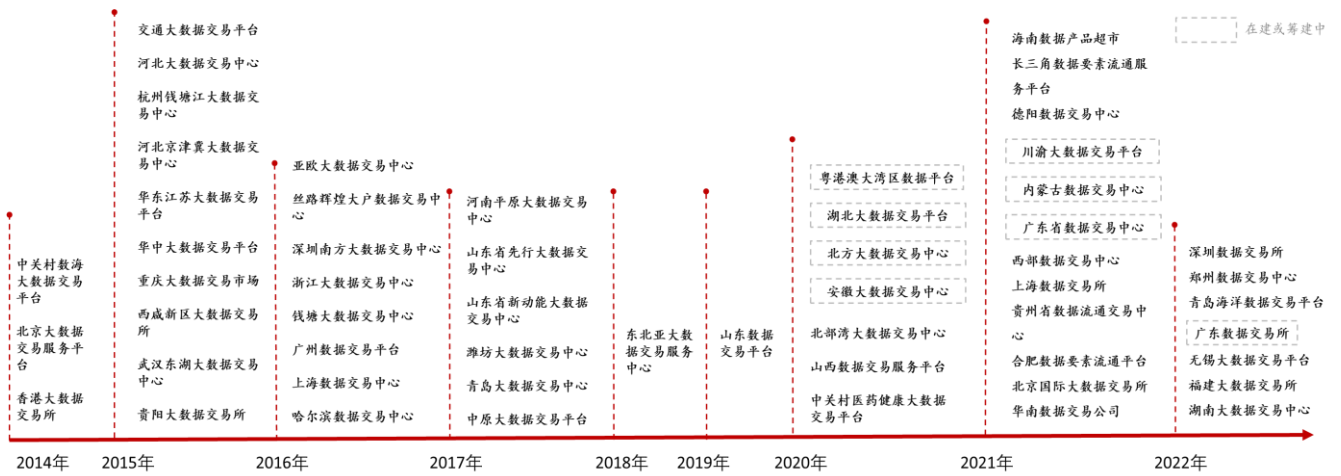 中关村数海
大数据交易
平台
北京大数据
交易服务平
台
香港大数据
交易所
交通大数据交易平台
河北大数据交易中心
杭州钱塘江大数据交
易中心
河北京津冀大数据交
易中心
华东江苏大数据交易
平台
华中大数据交易平台
重庆大数据交易市场
西咸新区大数据交易
所
武汉东湖大数据交易
中心
贵阳大数据交易所
亚欧大数据交易中心
丝路辉煌大户数据交易中
心
深圳南方大数据交易中心
浙江大数据交易中心
钱塘大数据交易中心
广州数据交易平台
上海数据交易中心
哈尔滨数据交易中心
河南平原大数据交易
中心
山东省先行大数据交
易中心
山东省新动能大数据
交易中心
潍坊大数据交易中心
青岛大数据交易中心
中原大数据交易平台
东北亚大数
据交易服务
中心
山东数据
交易平台
粤港澳大湾区数据平台
湖北大数据交易平台
北方大数据交易中心
安徽大数据交易中心
北部湾大数据交易中心
山西数据交易服务平台
中关村医药健康大数据
交易平台
海南数据产品超市
长三角数据要素流通服
务平台
德阳数据交易中心
川渝大数据交易平台
内蒙古数据交易中心
广东省数据交易中心
西部数据交易中心
上海数据交易所
贵州省数据流通交易中
心
合肥数据要素流通平台
北京国际大数据交易所
华南数据交易公司
在建或筹建中
深圳数据交易所
郑州数据交易中心
青岛海洋数据交易平台
广东数据交易所
无锡大数据交易平台
福建大数据交易所
湖南大数据交易中心
2014年
2015年
2016年
2017年
2018年
2019年
2020年
2021年
2022年